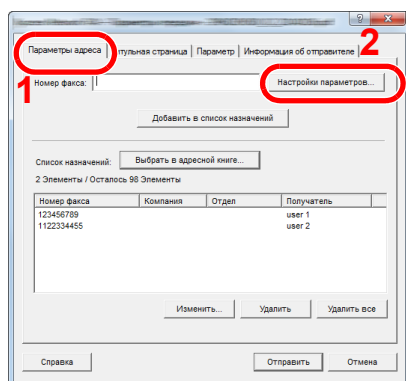 Параметры адреса тульная страница Параметр Информация об отправителе 2
1 Номер факса: Настройки параметров...
Добавить в список назначений
Список назначений: Выбрать в адресной книге...
2 Элементы / Осталось 98 Элементы
Номер факса Компания Отдел Получатель
123456789 user 1
1122334455 user 2
Изменить... Удалить Удалить все
Справка Отправить Отмена